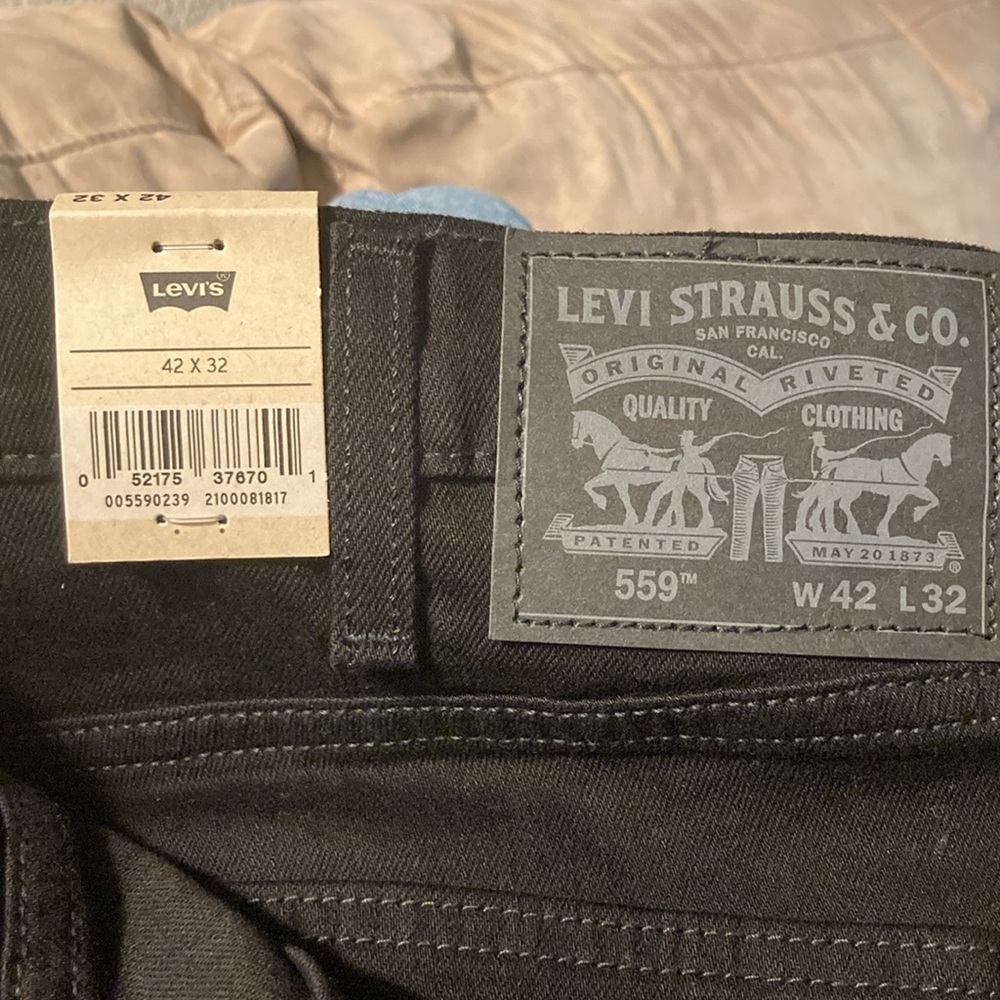 42 X 32
LEVI'S ®
42 X 32
0 52175 37670 1
005590239 2100081817
LEVI STRAUSS & CO.
SAN FRANCISCO
CAL.
ORIGINAL RIVETED
QUALITY CLOTHING
PATENTED MAY 20 1873 ®
559™ W 42 L 32